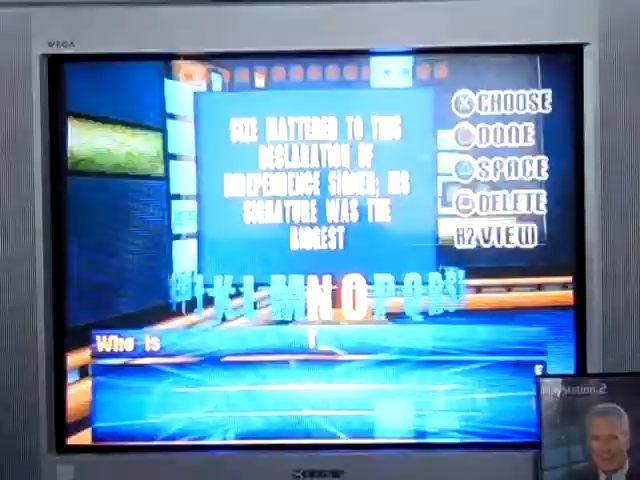 WEGA
SIZE MATTERED TO THIS
DECLARATION OF
INDEPENDENCE SIGNER; HIS
SIGNATURE WAS THE
BIGGEST
CHOOSE
DONE
SPACE
DELETE
R2 VIEW
J K L M N O P Q R S
Who is
PlayStation 2